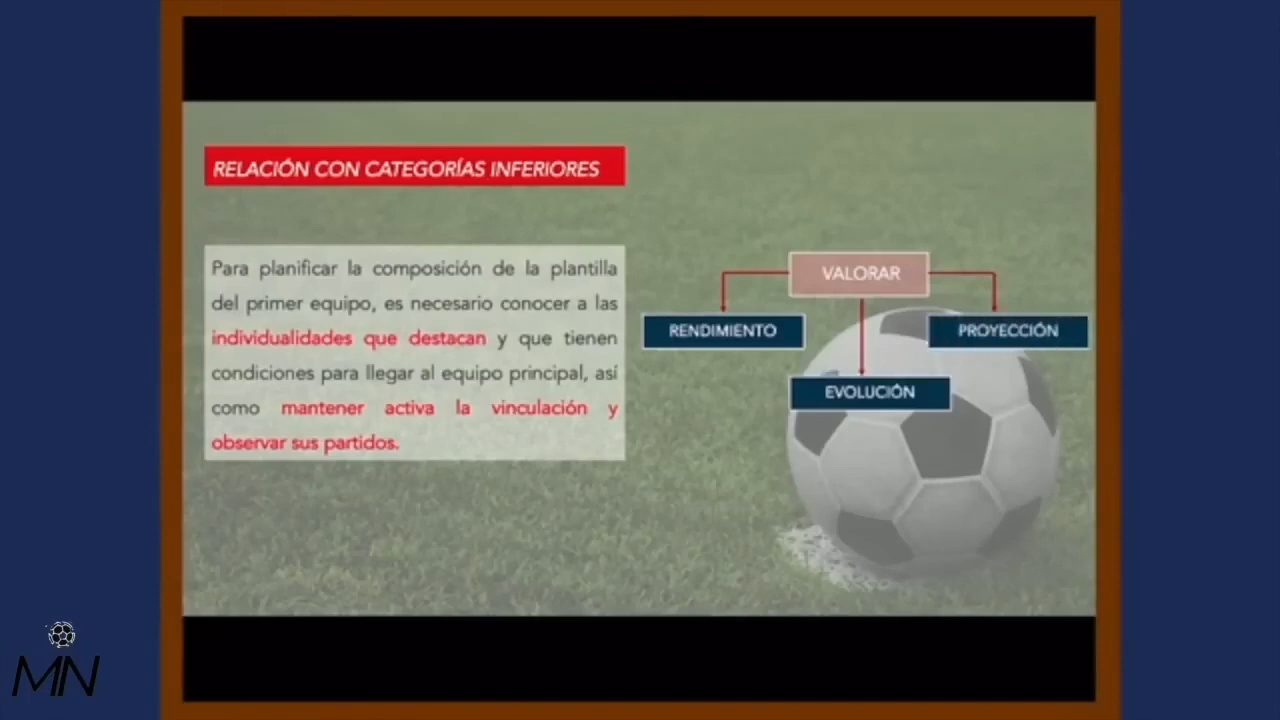 RELACIÓN CON CATEGORÍAS INFERIORES
Para planificar la composición de la plantilla
del primer equipo, es necesario conocer a las
individualidades que destacan y que tienen
condiciones para llegar al equipo principal, así
como mantener activa la vinculación y
observar sus partidos.
VALORAR
RENDIMIENTO
PROYECCIÓN
EVOLUCIÓN
MN